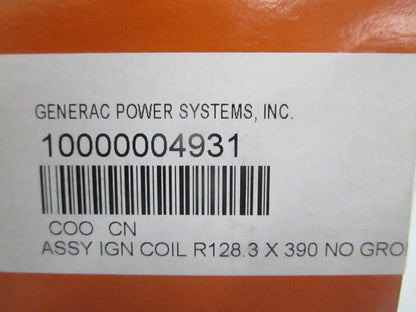 GENERAC POWER SYSTEMS, INC.
10000004931
COO CN
ASSY IGN COIL R128.3 X 390 NO GRO